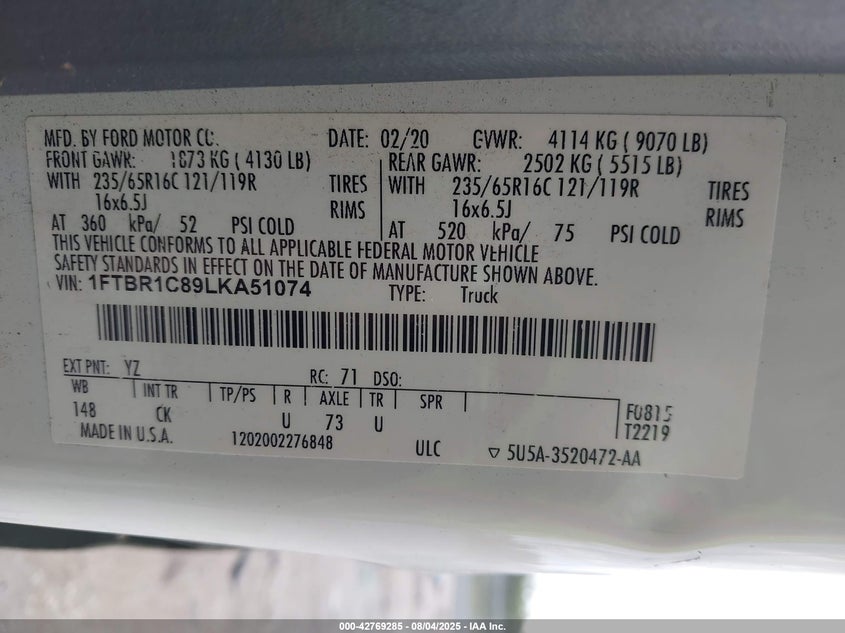 MFD. BY FORD MOTOR CO. DATE: 02/20 GVWR: 4114 KG ( 9070 LB)
FRONT GAWR: 1873 KG ( 4130 LB) REAR GAWR: 2502 KG ( 5515 LB)
WITH 235/65R16C 121/119R TIRES WITH 235/65R16C 121/119R TIRES
16x6.5J RIMS 16x6.5J RIMS
AT 360 kPa/ 52 PSI COLD AT 520 kPa/ 75 PSI COLD
THIS VEHICLE CONFORMS TO ALL APPLICABLE FEDERAL MOTOR VEHICLE
SAFETY STANDARDS IN EFFECT ON THE DATE OF MANUFACTURE SHOWN ABOVE.
VIN: 1FTBR1C89LKA51074 TYPE: Truck
EXT PNT: YZ RC: 71 DSO:
WB INT TR TP/PS R AXLE TR SPR
148 CK U 73 U F0815
T2219
MADE IN U.S.A. 1202002276848 ULC ▽ 5U5A-3520472-AA
000-42769285 - 08/04/2025 - IAA Inc.